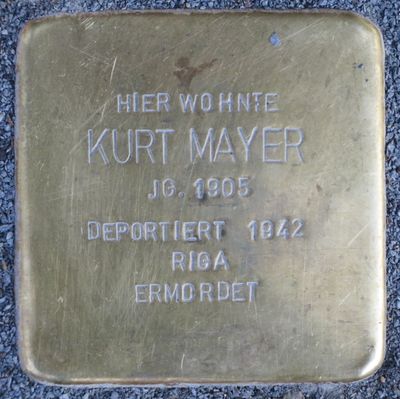 HIER WOHNTE
KURT MAYER
JG. 1905
DEPORTIERT 1942
RIGA
ERMORDET